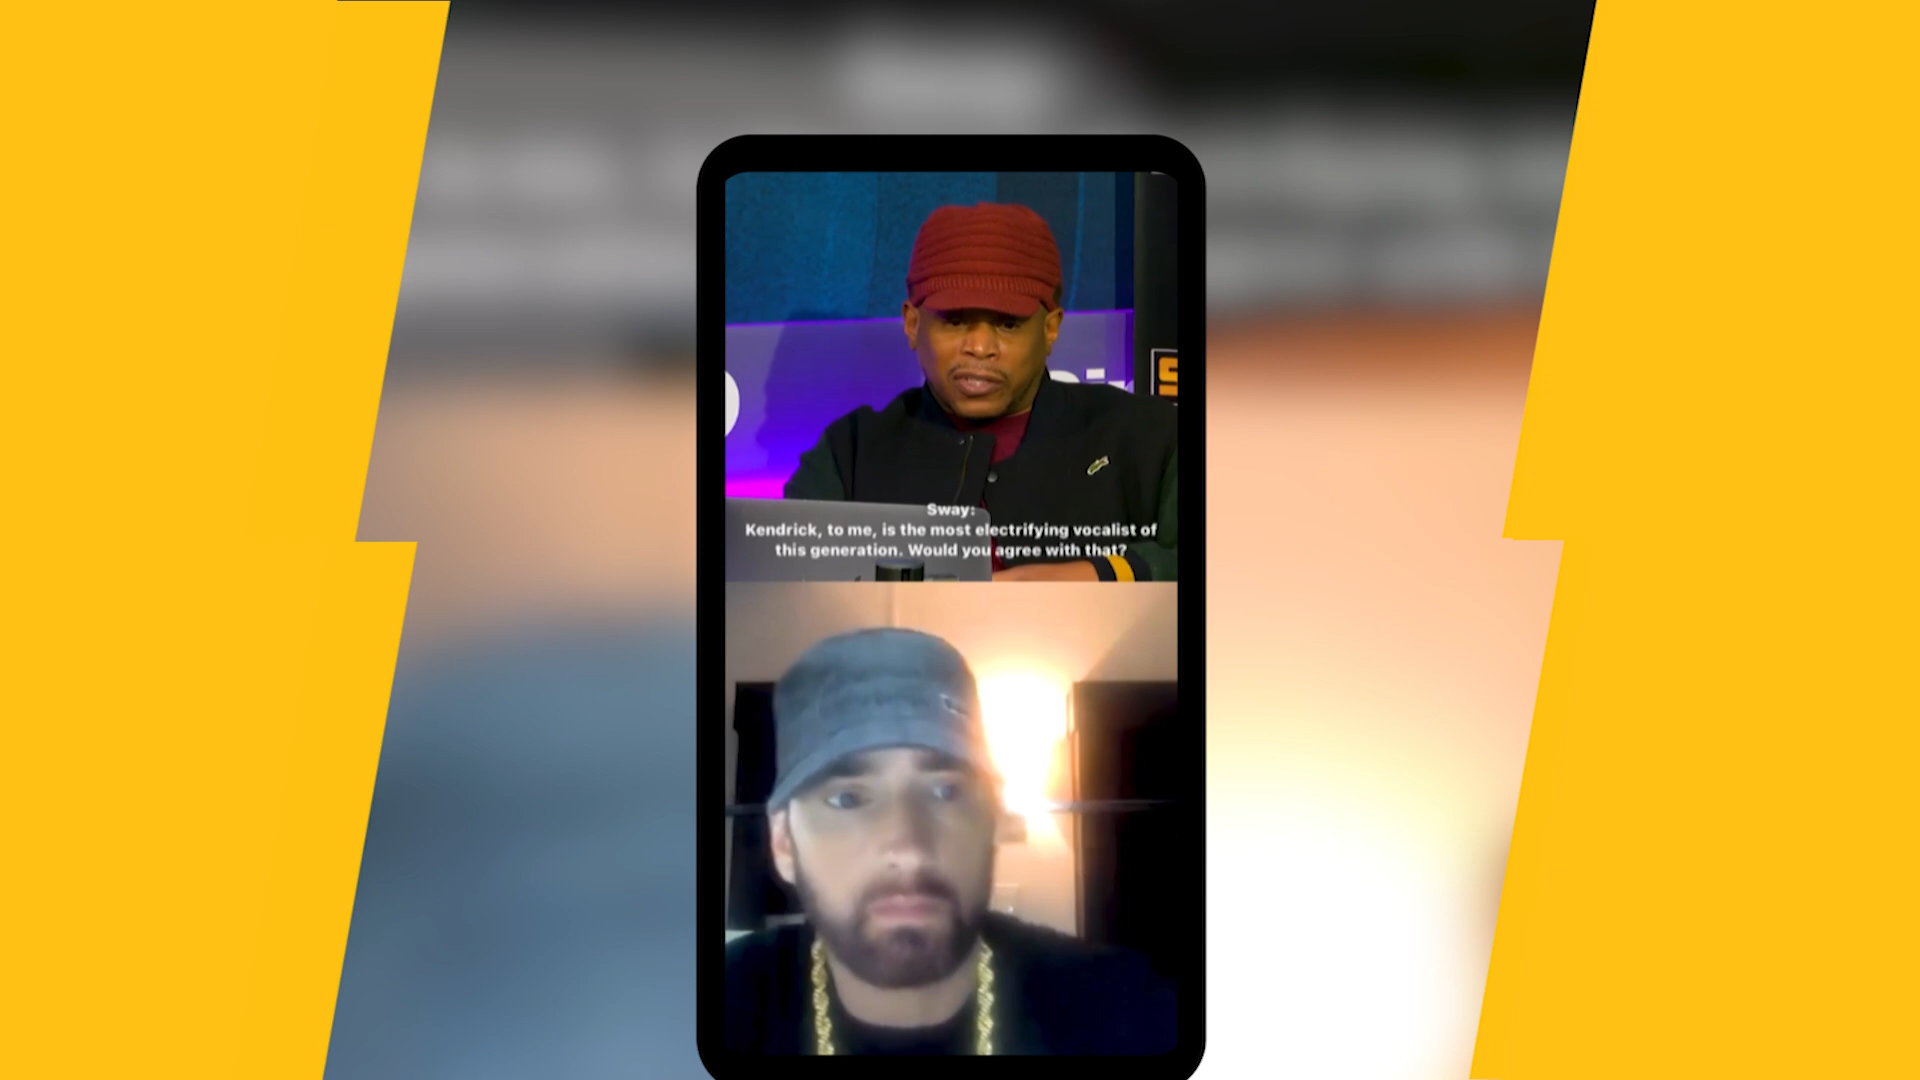 Sway:
Kendrick, to me, is the most electrifying vocalist of
this generation. Would you agree with that?